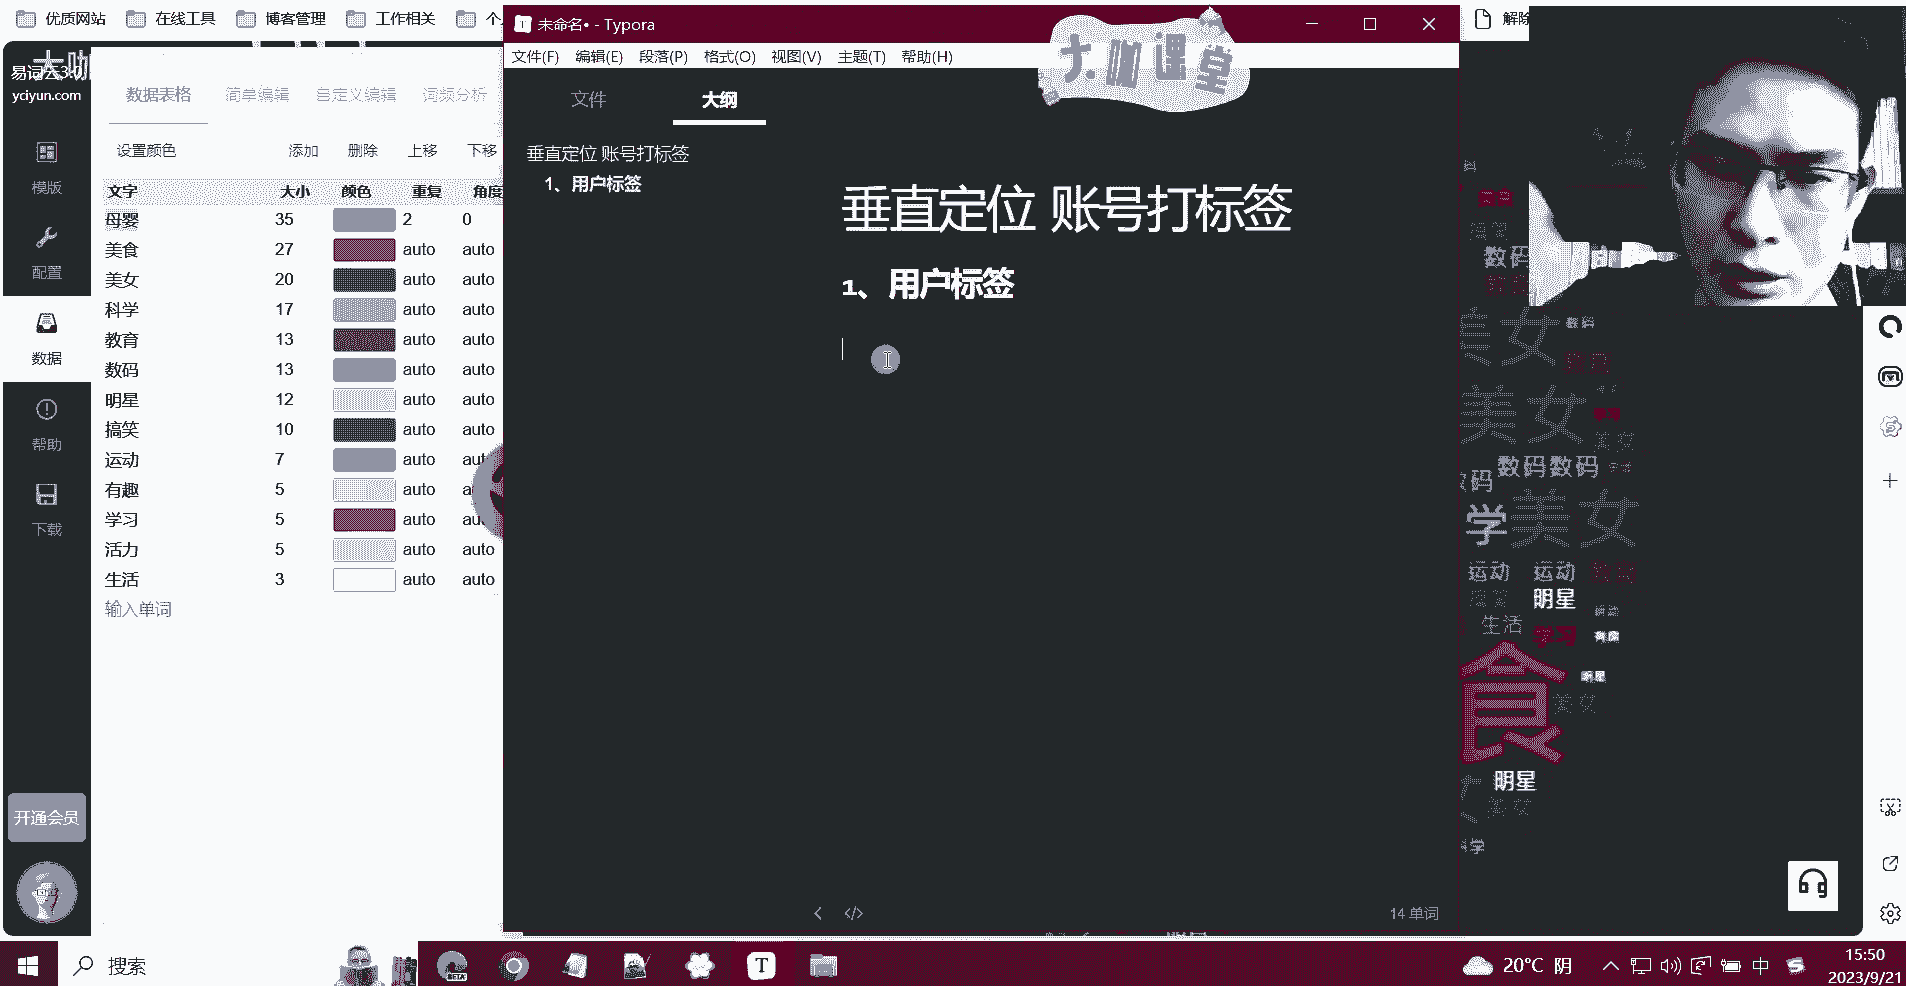 优质网站
在线工具
博客管理
工作相关
未命名• - Typora
文件(F) 编辑(E) 段落(P) 格式(O) 视图(V) 主题(T) 帮助(H)
大咖课堂
易词云3.0
yciyun.com
模版
配置
数据
帮助
下载
开通会员
数据表格 简单编辑 自定义编辑 词频分析
设置颜色 添加 删除 上移 下移
文字 大小 颜色 重复 角度
母婴 35 2 0
美食 27 auto auto
美女 20 auto auto
科学 17 auto auto
教育 13 auto auto
数码 13 auto auto
明星 12 auto auto
搞笑 10 auto auto
运动 7 auto
有趣 5 auto
学习 5 auto
活力 5 auto auto
生活 3 auto auto
输入单词
文件 大纲
垂直定位 账号打标签
1、用户标签
垂直定位 账号打标签
1、用户标签
</> 14 单词
数码
美女
数码
美女
数码 数码
学 美女
运动 运动
明星
生活 学习
食
明星
搜索
T
20°C 阴
中
15:50
2023/9/21